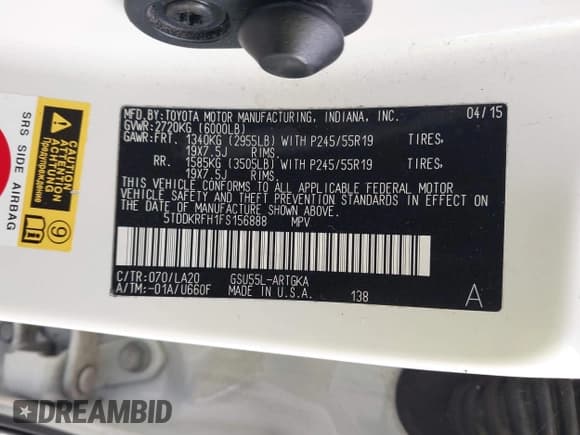 MFD.BY:TOYOTA MOTOR MANUFACTURING, INDIANA, INC. 04/15
GVWR:2720KG (6000LB)
GAWR:FRT. 1340KG (2955LB) WITH P245/55R19 TIRES,
19X7.5J RIMS.
RR. 1585KG (3505LB) WITH P245/55R19 TIRES,
19X7.5J RIMS.
THIS VEHICLE CONFORMS TO ALL APPLICABLE FEDERAL MOTOR
VEHICLE SAFETY AND THEFT PREVENTION STANDARDS IN EFFECT ON
THE DATE OF MANUFACTURE SHOWN ABOVE.
5TDDKRFH1FS156888 MPV
C/TR:070/LA20 GSU55L-ARTGKA
A/TM:-01A/U660F MADE IN U.S.A. 138 A
SRS SIDE AIRBAG
CAUTION
ATTENTION
Предупреждение
9
DREAMBID